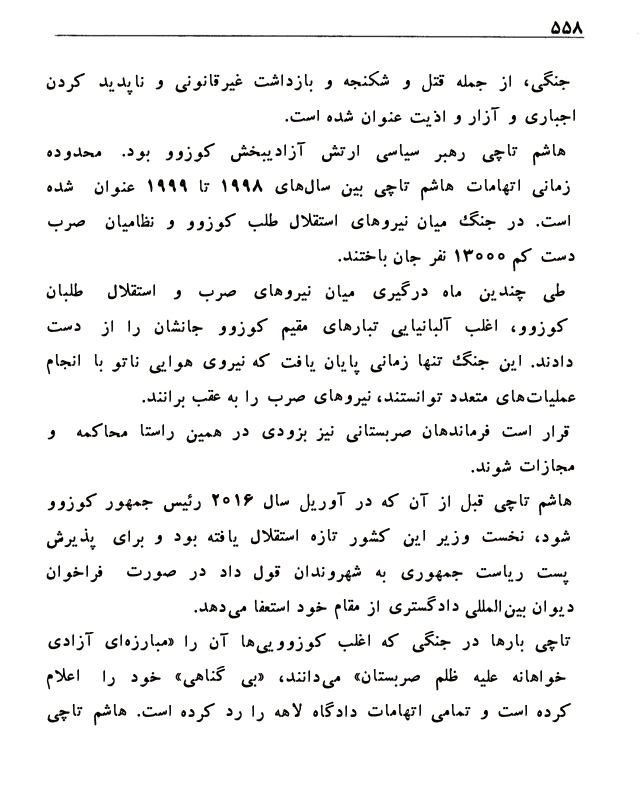 ۵۵۸
جنگی، از جمله قتل و شکنجه و بازداشت غیرقانونی و ناپدید کردن
اجباری و آزار و اذیت عنوان شده است.
هاشم تاچی رهبر سیاسی ارتش آزادیبخش کوزوو بود. محدوده
زمانی اتهامات هاشم تاچی بین سال‌های ۱۹۹۸ تا ۱۹۹۹ عنوان شده
است. در جنگ میان نیروهای استقلال طلب کوزوو و نظامیان صرب
دست کم ۱۳۰۰۰ نفر جان باختند.
طی چندین ماه درگیری میان نیروهای صرب و استقلال طلبان
کوزوو، اغلب آلبانیایی تبارهای مقیم کوزوو جانشان را از دست
دادند. این جنگ تنها زمانی پایان یافت که نیروی هوایی ناتو با انجام
عملیات‌های متعدد توانستند، نیروهای صرب را به عقب برانند.
قرار است فرماندهان صربستانی نیز بزودی در همین راستا محاکمه و
مجازات شوند.
هاشم تاچی قبل از آن که در آوریل سال ۲۰۱۶ رئیس جمهور کوزوو
شود، نخست وزیر این کشور تازه استقلال یافته بود و برای پذیرش
پست ریاست جمهوری به شهروندان قول داد در صورت فراخوان
دیوان بین‌المللی دادگستری از مقام خود استعفا می‌دهد.
تاچی بارها در جنگی که اغلب کوزوویی‌ها آن را «مبارزه‌ای آزادی
خواهانه علیه ظلم صربستان» می‌دانند، «بی گناهی» خود را اعلام
کرده است و تمامی اتهامات دادگاه لاهه را رد کرده است. هاشم تاچی